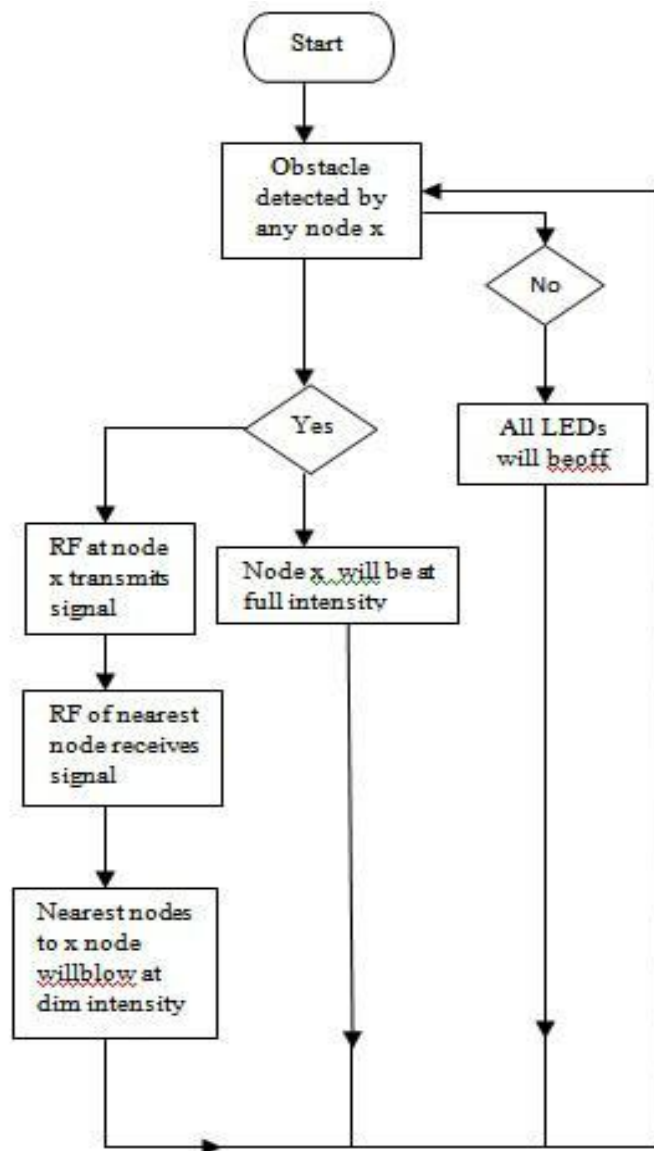 Start
Obstacle
detected by
any node x
No
Yes
All LEDs
will beoff
RF at node
x transmits
signal
Node x will be at
full intensity
RF of nearest
node receives
signal
Nearest nodes
to x node
willblow at
dim intensity